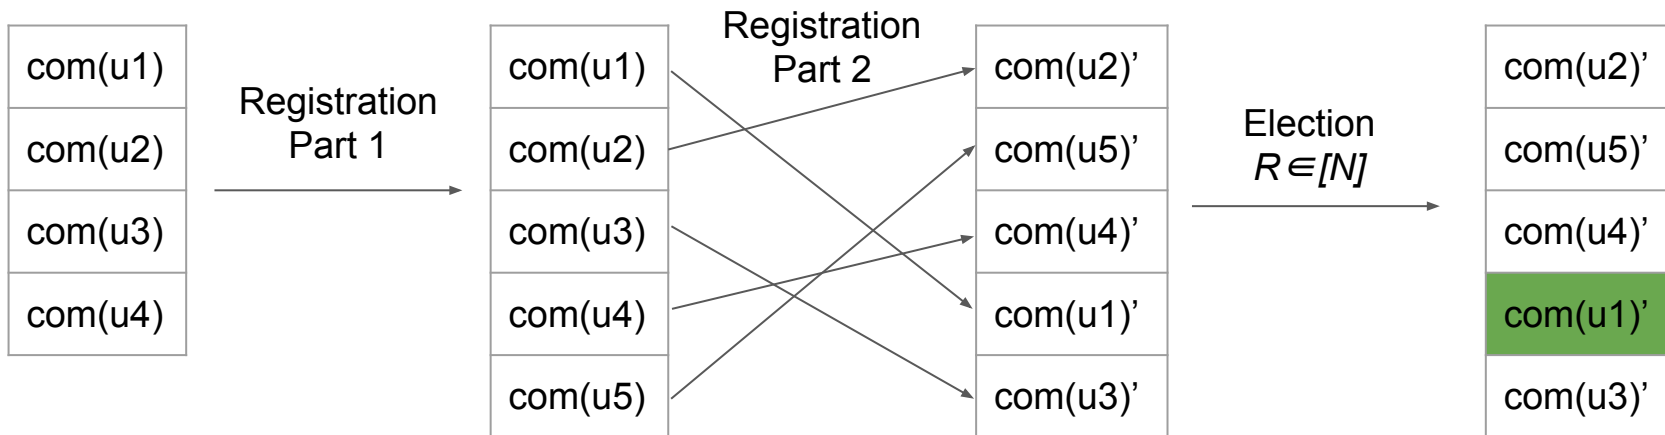 com(u1)
com(u2)
com(u3)
com(u4)
Registration
Part 1
com(u1)
com(u2)
com(u3)
com(u4)
com(u5)
Registration
Part 2
com(u2)’
com(u5)’
com(u4)’
com(u1)’
com(u3)’
Election
R∈[N]
com(u2)’
com(u5)’
com(u4)’
com(u1)’
com(u3)’